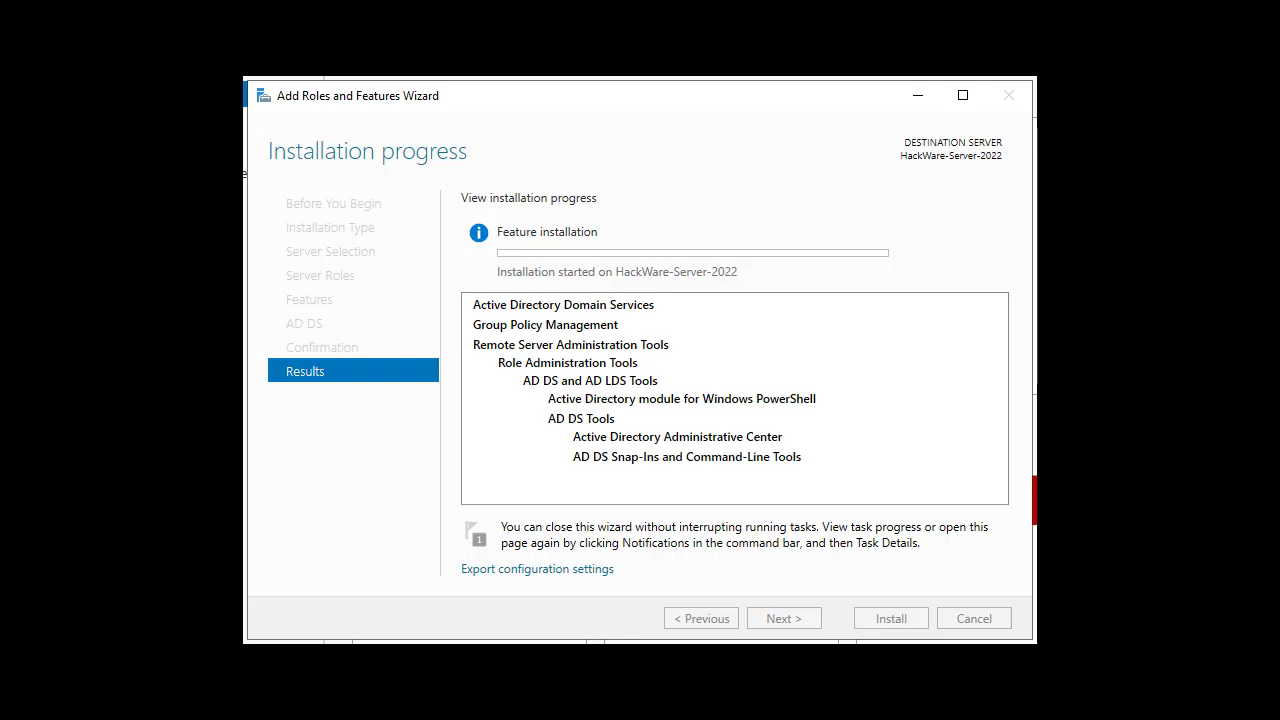 Add Roles and Features Wizard
Installation progress
DESTINATION SERVER
HackWare-Server-2022
Before You Begin
Installation Type
Server Selection
Server Roles
Features
AD DS
Confirmation
Results
View installation progress
Feature installation
Installation started on HackWare-Server-2022
Active Directory Domain Services
Group Policy Management
Remote Server Administration Tools
Role Administration Tools
AD DS and AD LDS Tools
Active Directory module for Windows PowerShell
AD DS Tools
Active Directory Administrative Center
AD DS Snap-Ins and Command-Line Tools
1
You can close this wizard without interrupting running tasks. View task progress or open this
page again by clicking Notifications in the command bar, and then Task Details.
Export configuration settings
< Previous
Next >
Install
Cancel